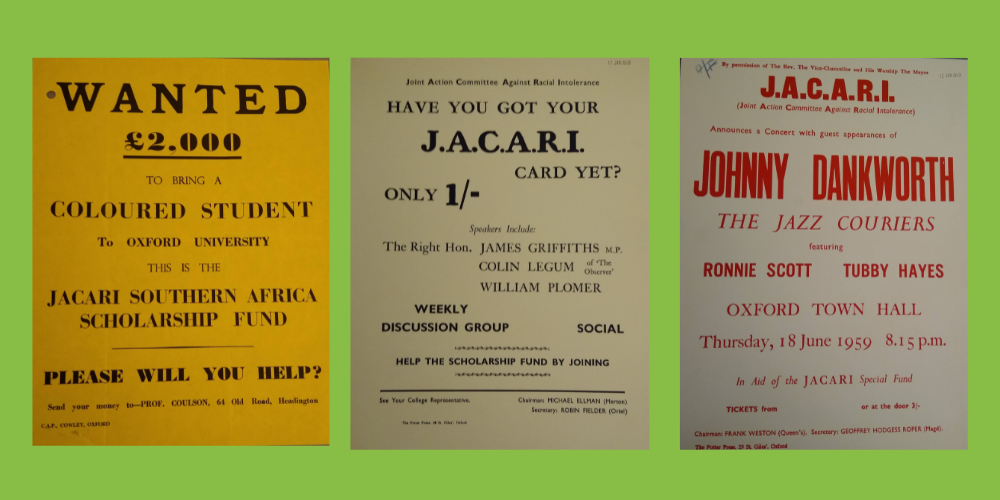 WANTED
£2,000
TO BRING A
COLOURED STUDENT
To OXFORD UNIVERSITY
THIS IS THE
JACARI SOUTHERN AFRICA
SCHOLARSHIP FUND
PLEASE WILL YOU HELP?
Send your money to—PROF. COULSON, 64 Old Road, Headington
C.A.P., COWLEY, OXFORD
Joint Action Committee Against Racial Intolerance
HAVE YOU GOT YOUR
J.A.C.A.R.I.
CARD YET?
ONLY 1/-
Speakers Include:
The Right Hon. JAMES GRIFFITHS M.P.
COLIN LEGUM of 'The Observer'
WILLIAM PLOMER
WEEKLY
DISCUSSION GROUP SOCIAL
HELP THE SCHOLARSHIP FUND BY JOINING
See Your College Representative. Chairman: MICHAEL ELLMAN (Merton)
Secretary: ROBIN FIELDER (Oriel)
The Potter Press, Oxford
By permission of The Rev. The Vice-Chancellor and His Worship The Mayor
J.A.C.A.R.I.
(Joint Action Committee Against Racial Intolerance)
Announces a Concert with guest appearances of
JOHNNY DANKWORTH
THE JAZZ COURIERS
featuring
RONNIE SCOTT TUBBY HAYES
OXFORD TOWN HALL
Thursday, 18 June 1959 8.15 p.m.
In Aid of the JACARI Special Fund
TICKETS from or at the door 3/-
Chairman: FRANK WESTON (Queen's). Secretary: GEOFFREY HODGESS ROPER (Magd).
The Potter Press, 29 St. Giles', Oxford